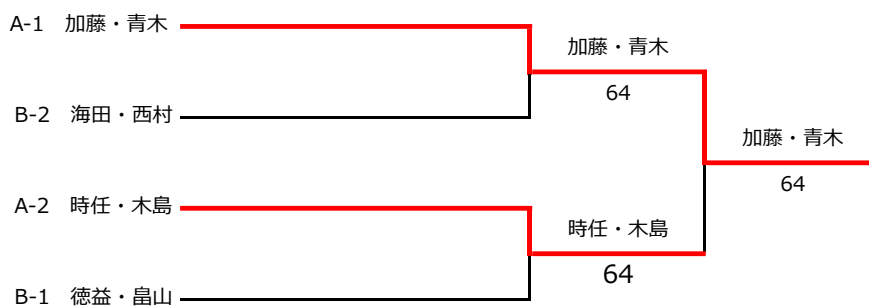 A-1 加藤・青木
加藤・青木
64
B-2 海田・西村
加藤・青木
64
A-2 時任・木島
時任・木島
64
B-1 徳益・畠山